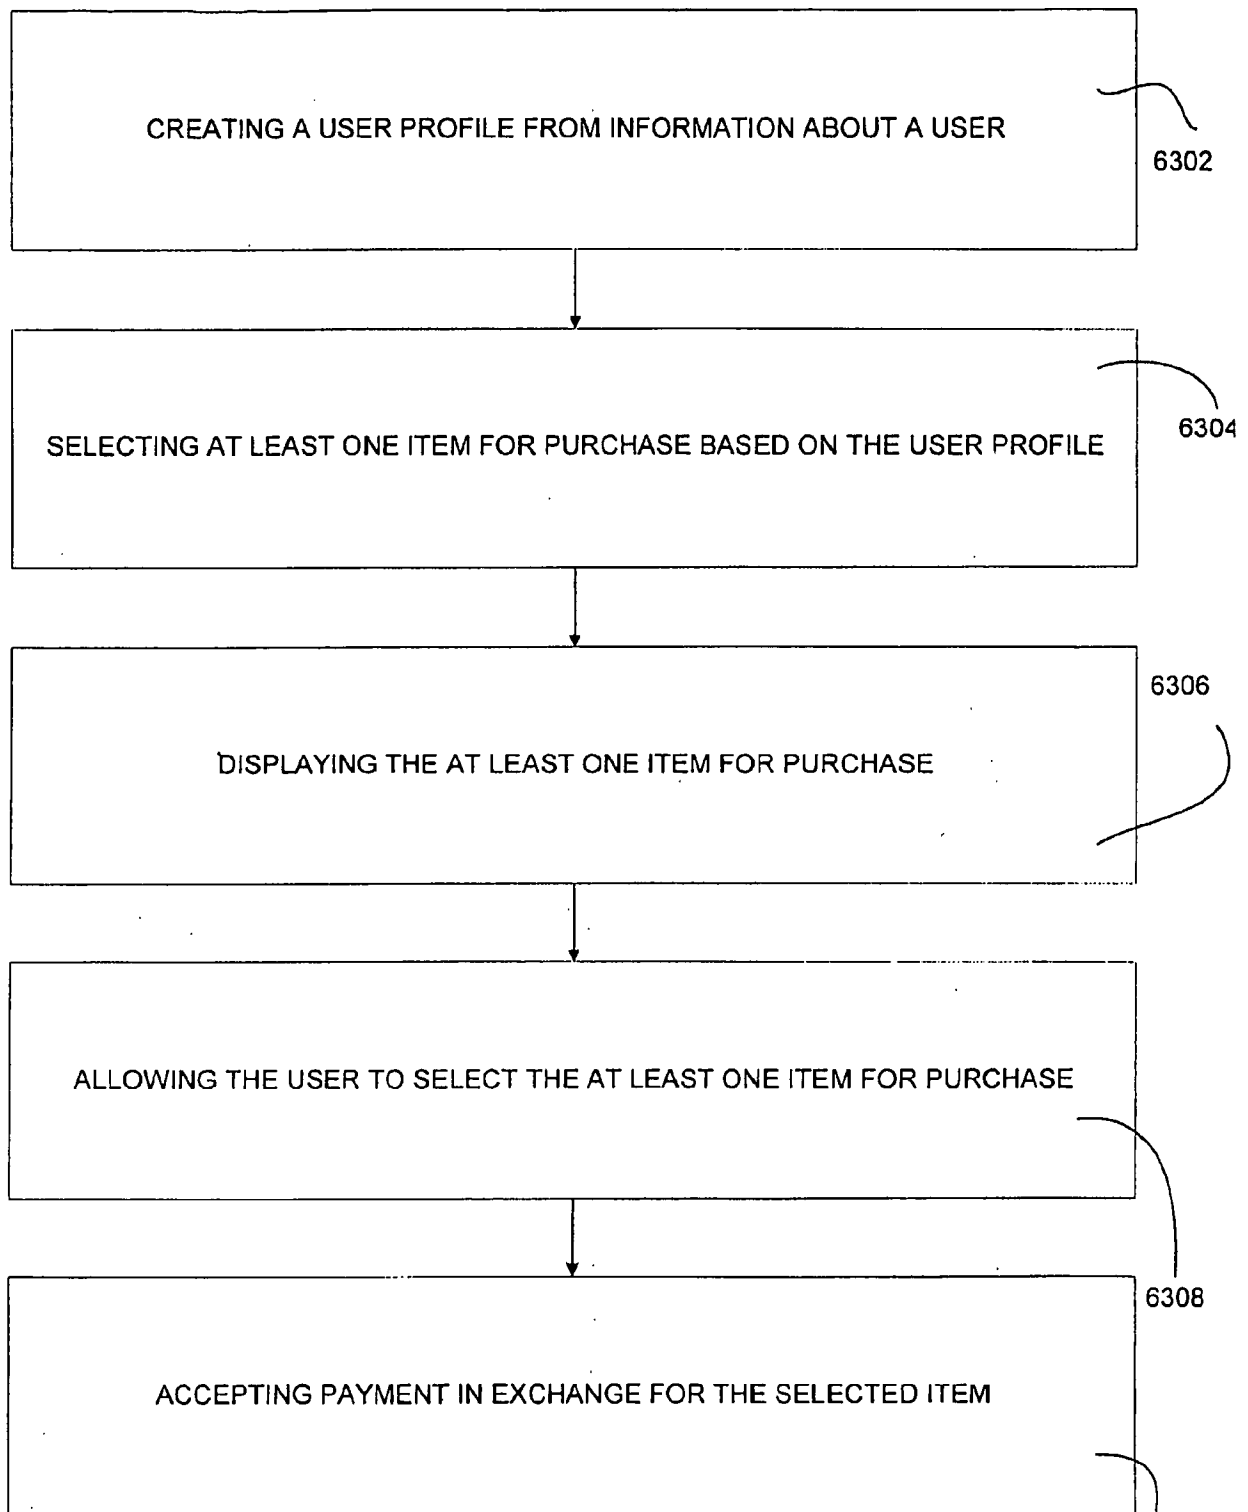 CREATING A USER PROFILE FROM INFORMATION ABOUT A USER
6302
SELECTING AT LEAST ONE ITEM FOR PURCHASE BASED ON THE USER PROFILE
6304
6306
DISPLAYING THE AT LEAST ONE ITEM FOR PURCHASE
ALLOWING THE USER TO SELECT THE AT LEAST ONE ITEM FOR PURCHASE
6308
ACCEPTING PAYMENT IN EXCHANGE FOR THE SELECTED ITEM